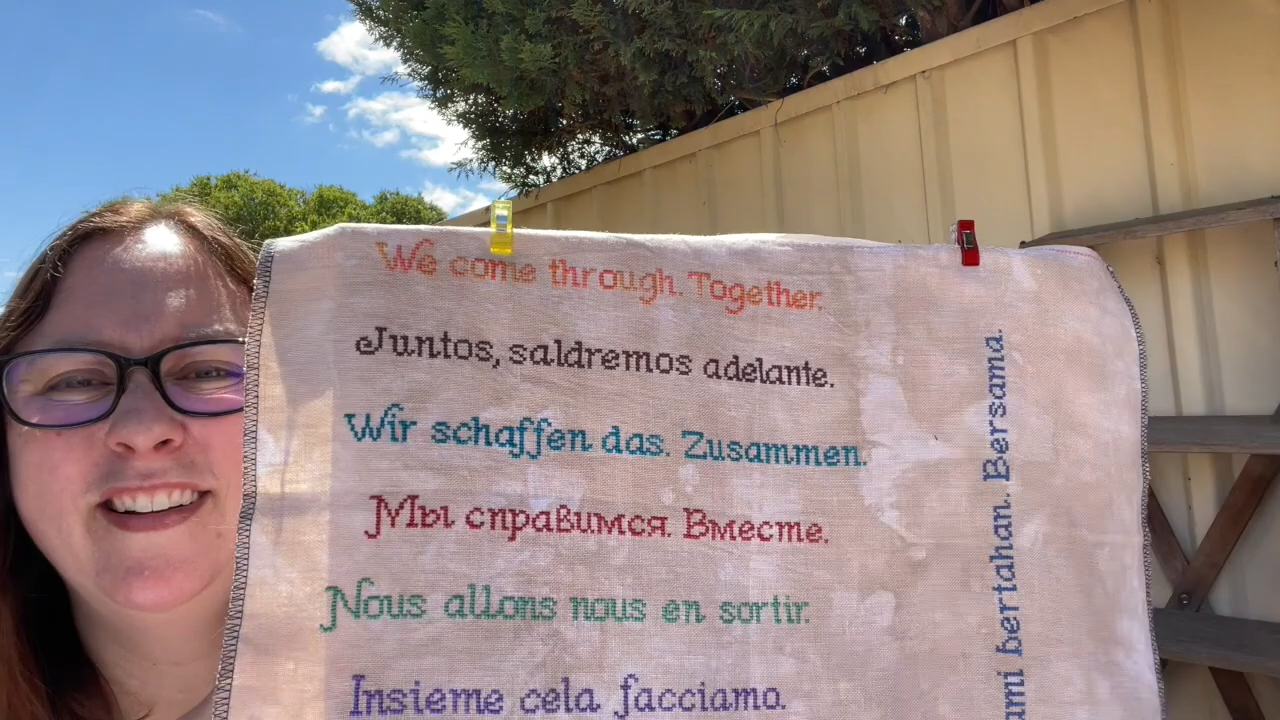 We come through. Together.
Juntos, saldremos adelante.
Wir schaffen das. Zusammen.
Мы справимся. Вместе.
Nous allons nous en sortir.
Insieme cela facciamo.
bertahan. Bersama.